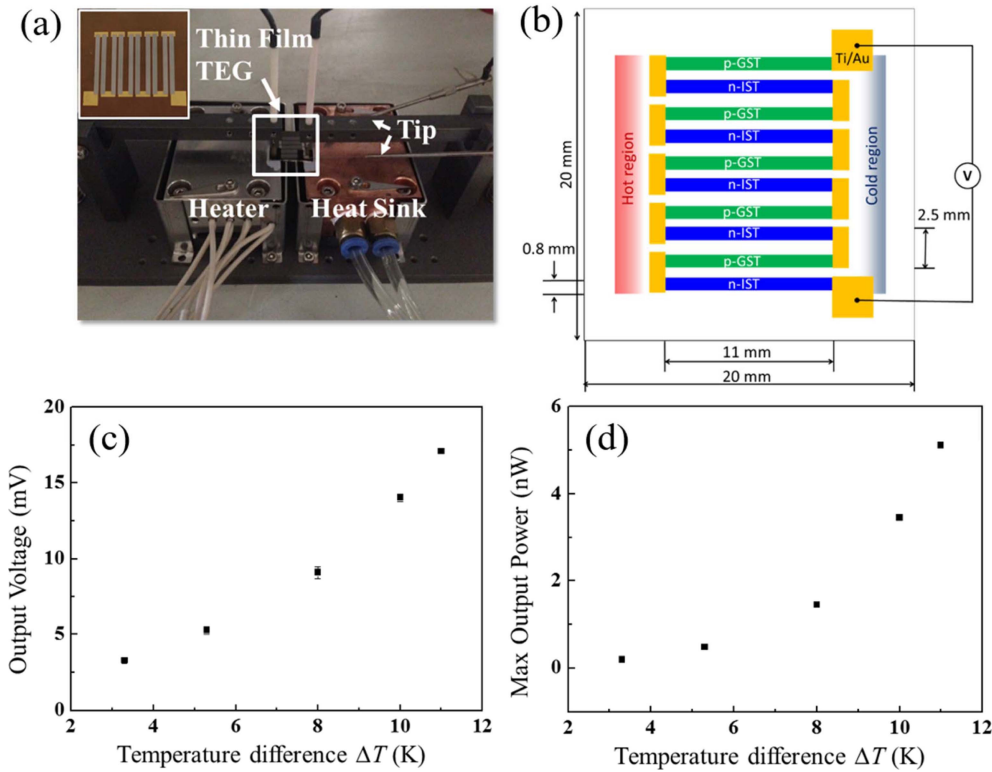 (a)
Thin Film
TEG
Tip
Heater
Heat Sink
(b)
Ti/Au
p-GST
n-IST
p-GST
n-IST
p-GST
n-IST
p-GST
n-IST
p-GST
n-IST
Hot region
Cold region
V
20 mm
0.8 mm
2.5 mm
11 mm
20 mm
(c)
Output Voltage (mV)
20
15
10
5
0
2 4 6 8 10 12
Temperature difference ΔT (K)
(d)
Max Output Power (nW)
6
4
2
0
2 4 6 8 10 12
Temperature difference ΔT (K)